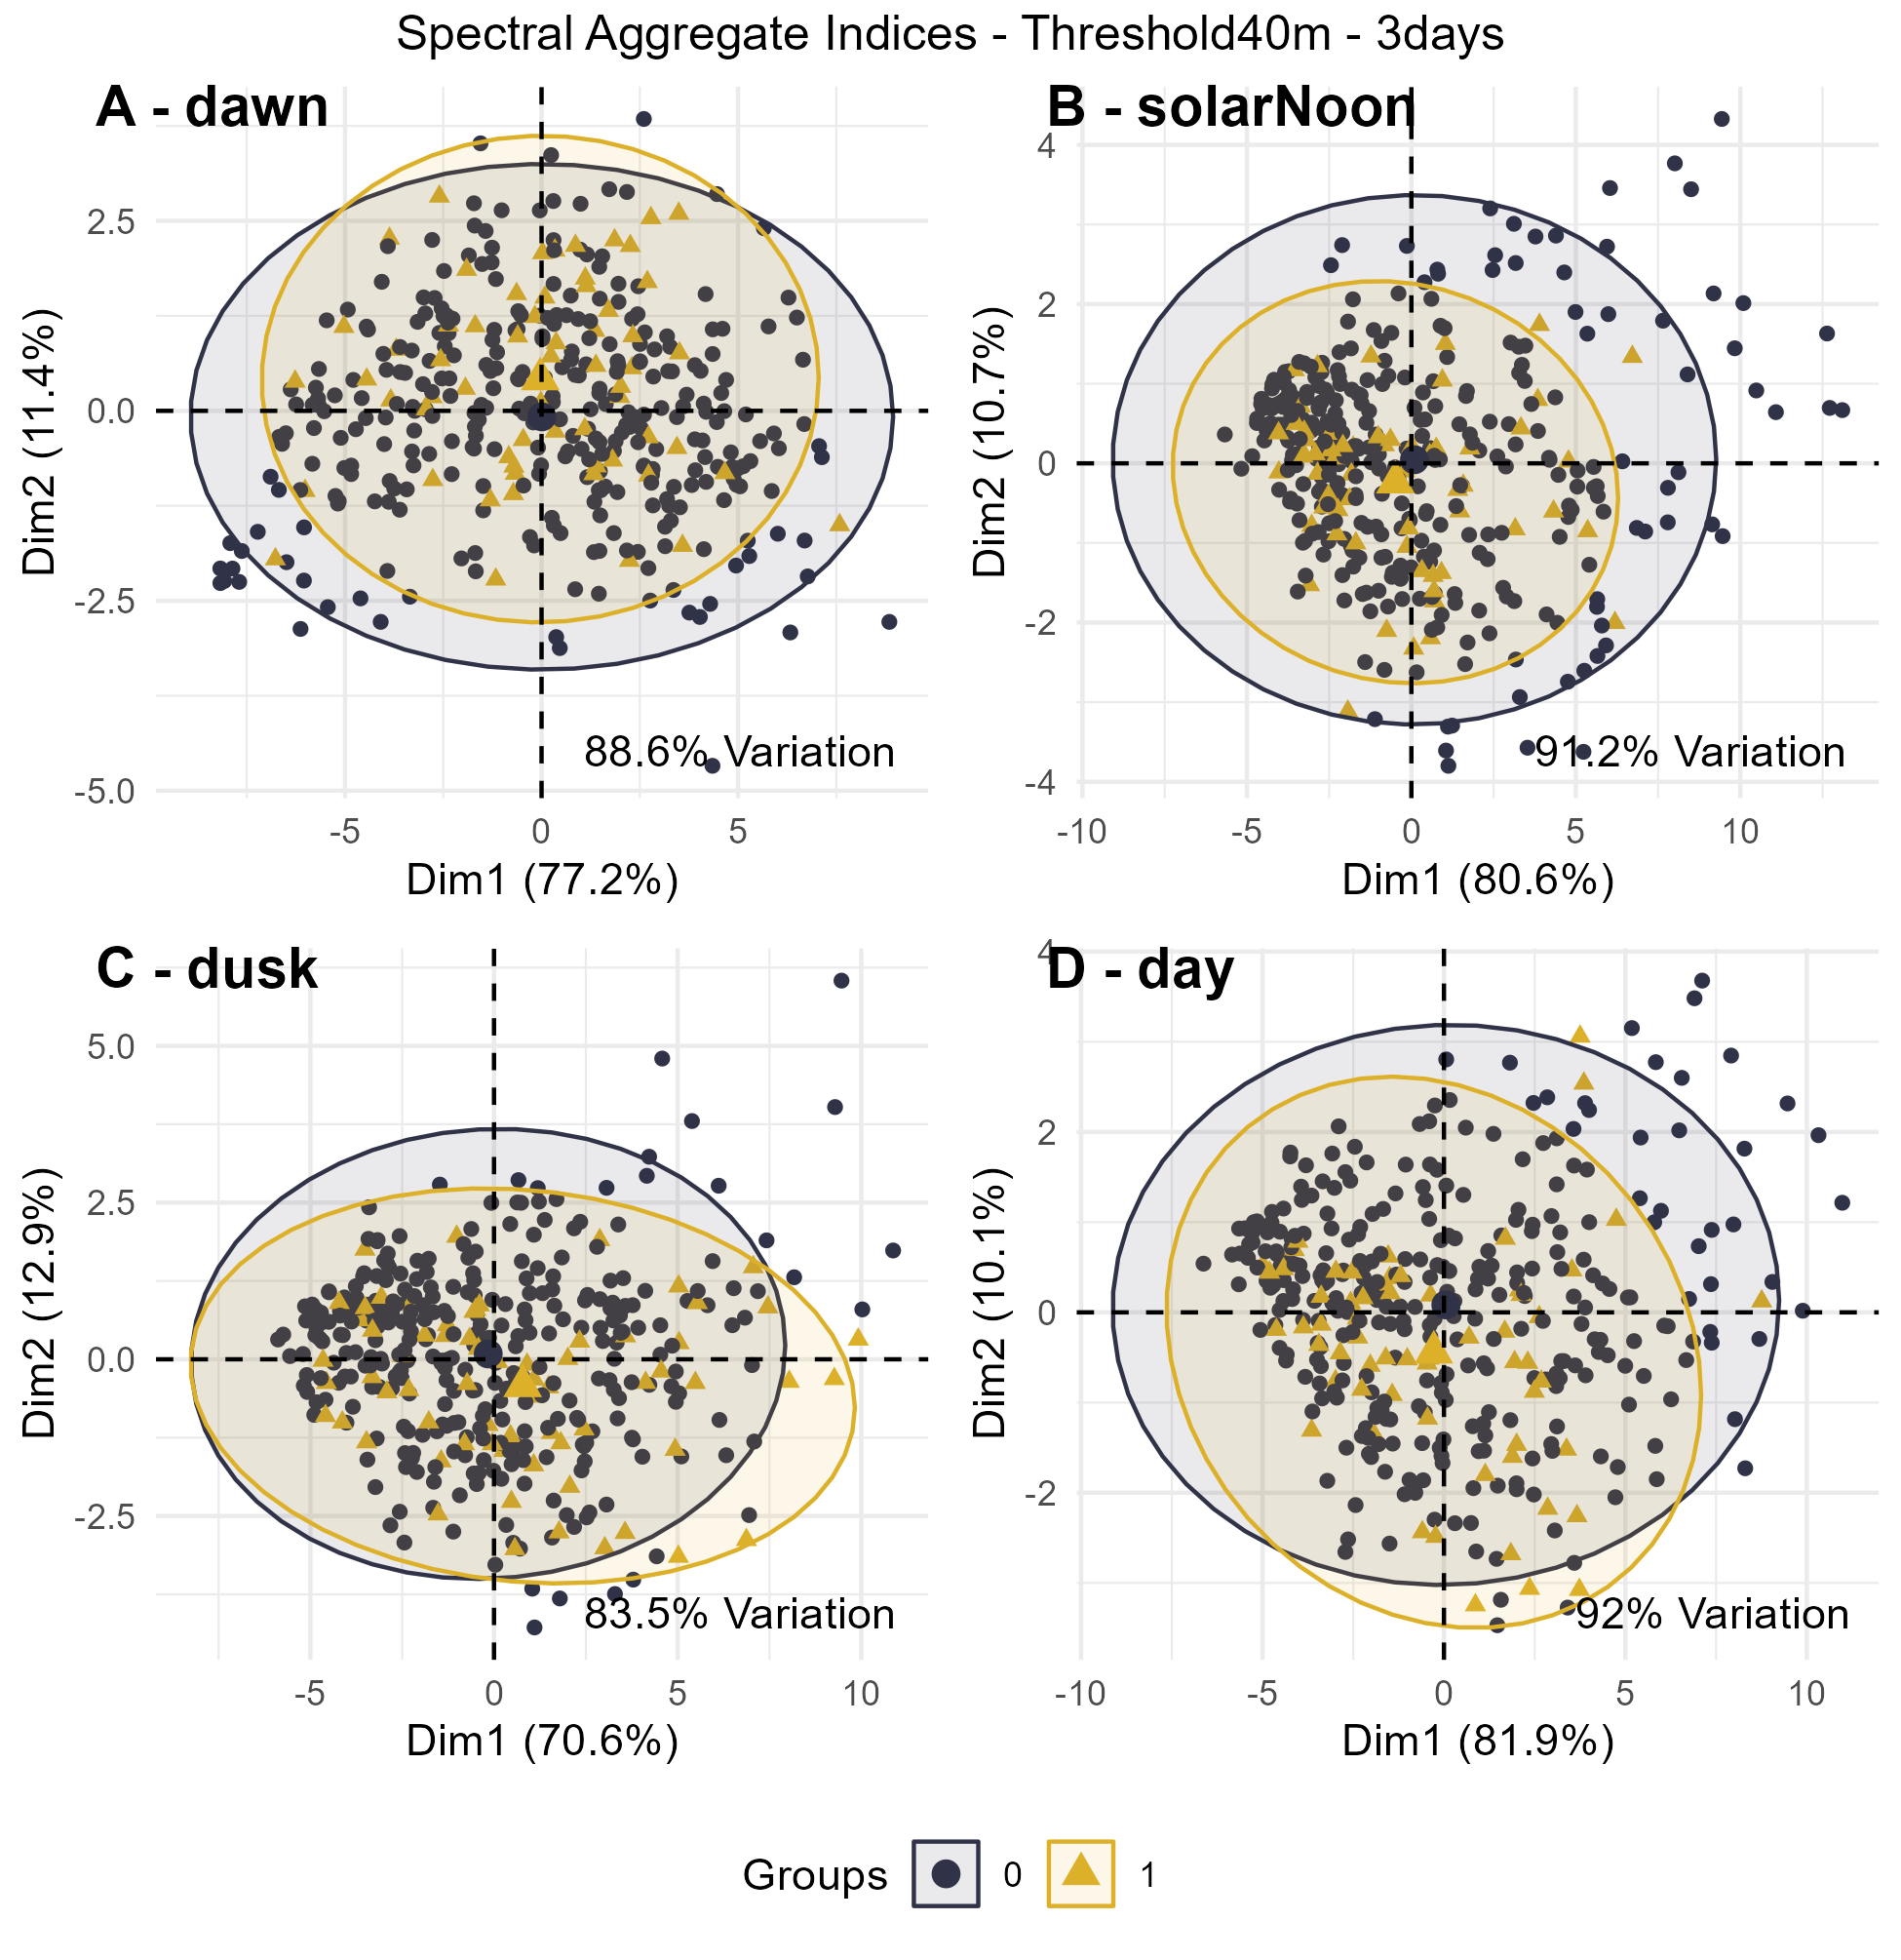 Spectral Aggregate Indices - Threshold40m - 3days
A - dawn
2.5
0.0
-2.5
-5.0
Dim2 (11.4%)
88.6% Variation
-5 0 5
Dim1 (77.2%)
B - solarNoon
4
2
0
-2
-4
Dim2 (10.7%)
91.2% Variation
-10 -5 0 5 10
Dim1 (80.6%)
C - dusk
5.0
2.5
0.0
-2.5
Dim2 (12.9%)
83.5% Variation
-5 0 5 10
Dim1 (70.6%)
D - day
4
2
0
-2
Dim2 (10.1%)
92% Variation
-10 -5 0 5 10
Dim1 (81.9%)
Groups 0 1